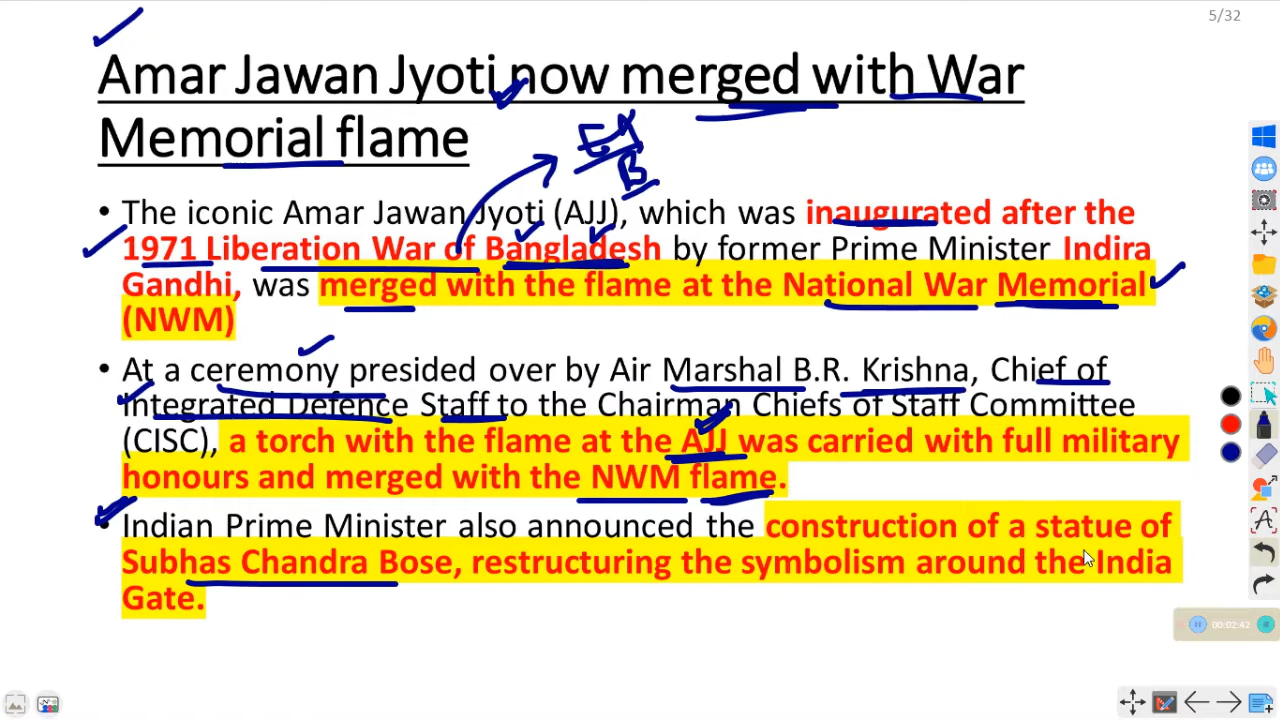 5/32
Amar Jawan Jyoti now merged with War
Memorial flame
• The iconic Amar Jawan Jyoti (AJJ), which was inaugurated after the
1971 Liberation War of Bangladesh by former Prime Minister Indira
Gandhi, was merged with the flame at the National War Memorial
(NWM)
• At a ceremony presided over by Air Marshal B.R. Krishna, Chief of
Integrated Defence Staff to the Chairman Chiefs of Staff Committee
(CISC), a torch with the flame at the AJJ was carried with full military
honours and merged with the NWM flame.
• Indian Prime Minister also announced the construction of a statue of
Subhas Chandra Bose, restructuring the symbolism around the India
Gate.
00:02:42